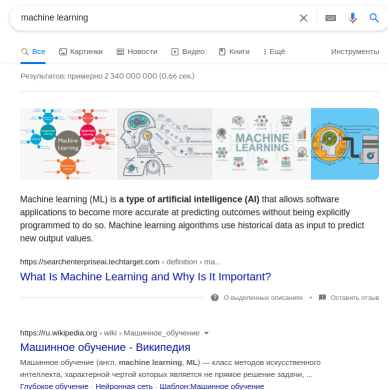 machine learning
Все Картинки Новости Видео Книги Ещё Инструменты
Результатов: примерно 2 340 000 000 (0,66 сек.)
Machine Learning
MACHINE LEARNING
Machine learning (ML) is a type of artificial intelligence (AI) that allows software
applications to become more accurate at predicting outcomes without being explicitly
programmed to do so. Machine learning algorithms use historical data as input to predict
new output values.
https://searchenterpriseai.techtarget.com › definition › ma...
What Is Machine Learning and Why Is It Important?
О выделенных описаниях • Оставить отзыв
https://ru.wikipedia.org › wiki › Машинное_обучение
Машинное обучение - Википедия
Машинное обучение (англ. machine learning, ML) — класс методов искусственного
интеллекта, характерной чертой которых является не прямое решение задачи, ...
Глубокое обучение · Нейронная сеть · Шаблон:Машинное обучение